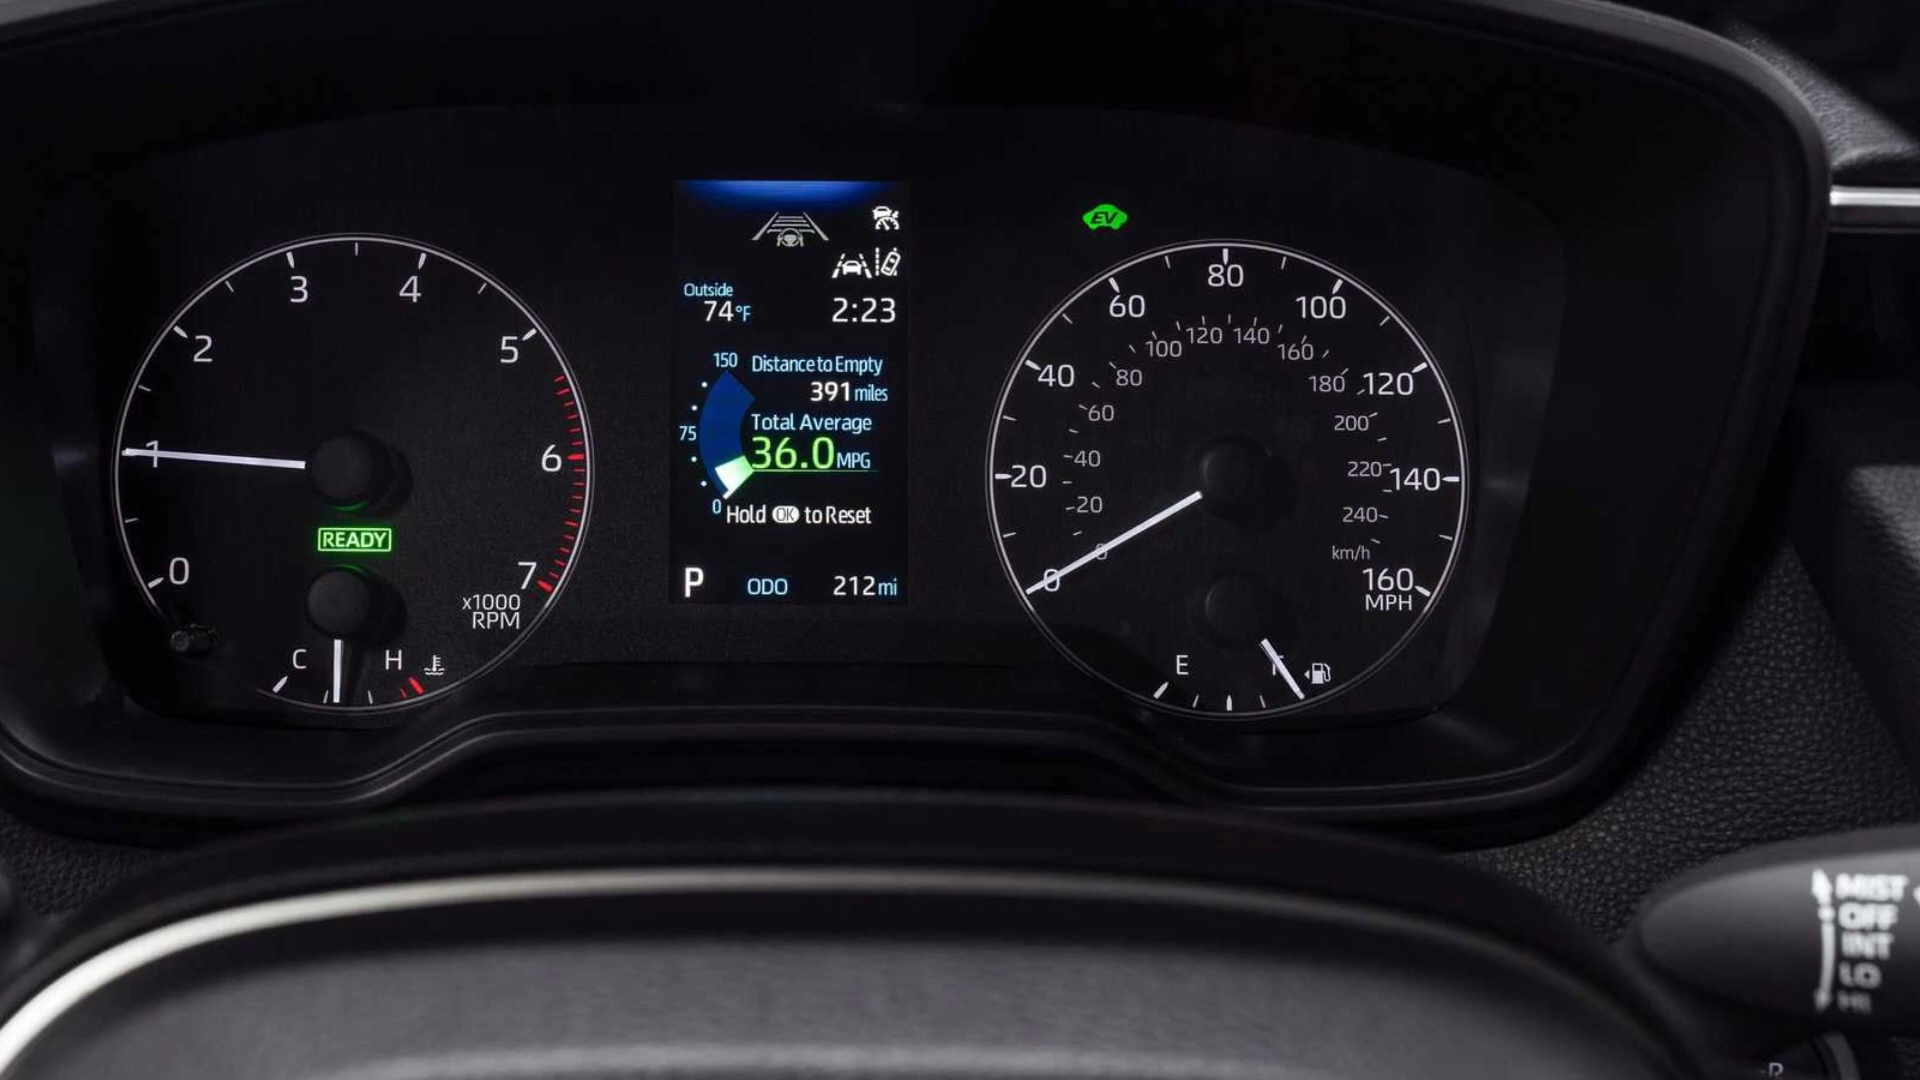 EV
0
1
2
3
4
5
6
7
x1000
RPM
READY
C
H
Outside
74°F
2:23
150
75
0
Distance to Empty
391 miles
Total Average
36.0 MPG
Hold OK to Reset
P
ODO
212 mi
0
20
40
60
80
100
120
140
160
MPH
0
20
40
60
80
100
120
140
160
180
200
220
240
km/h
E
MIST
OFF
INT
LO
HI